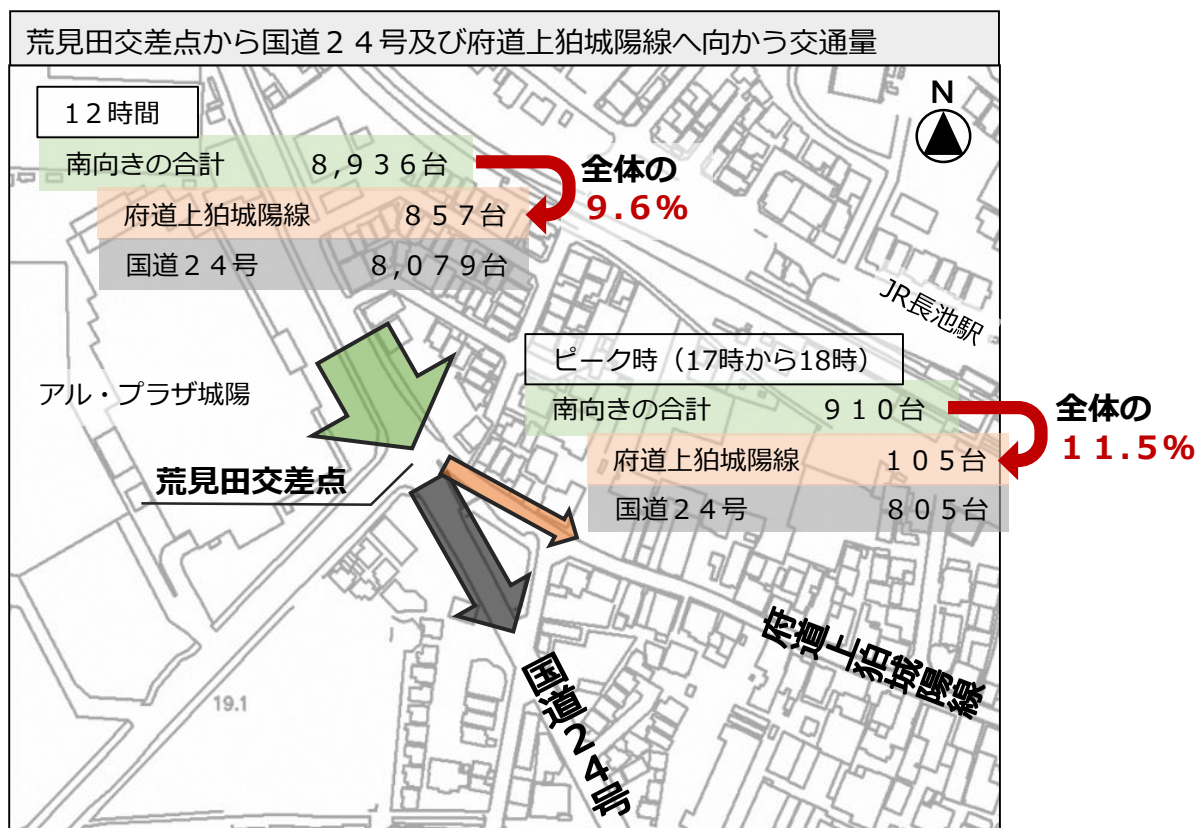 荒見田交差点から国道２４号及び府道上狛城陽線へ向かう交通量
N
１２時間
南向きの合計　８,９３６台
全体の
9.6%
府道上狛城陽線　８５７台
国道２４号　８,０７９台
JR長池駅
ピーク時（17時から18時）
アル・プラザ城陽
南向きの合計　９１０台
全体の
11.5%
府道上狛城陽線　１０５台
国道２４号　８０５台
荒見田交差点
府道上狛城陽線
国道24号
19.1